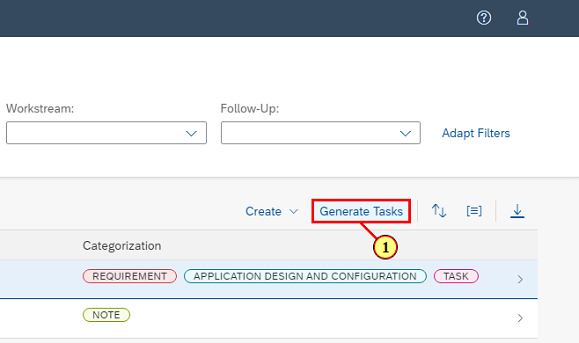 Workstream: Follow-Up:
Adapt Filters
Create Generate Tasks
1
Categorization
REQUIREMENT APPLICATION DESIGN AND CONFIGURATION TASK
NOTE